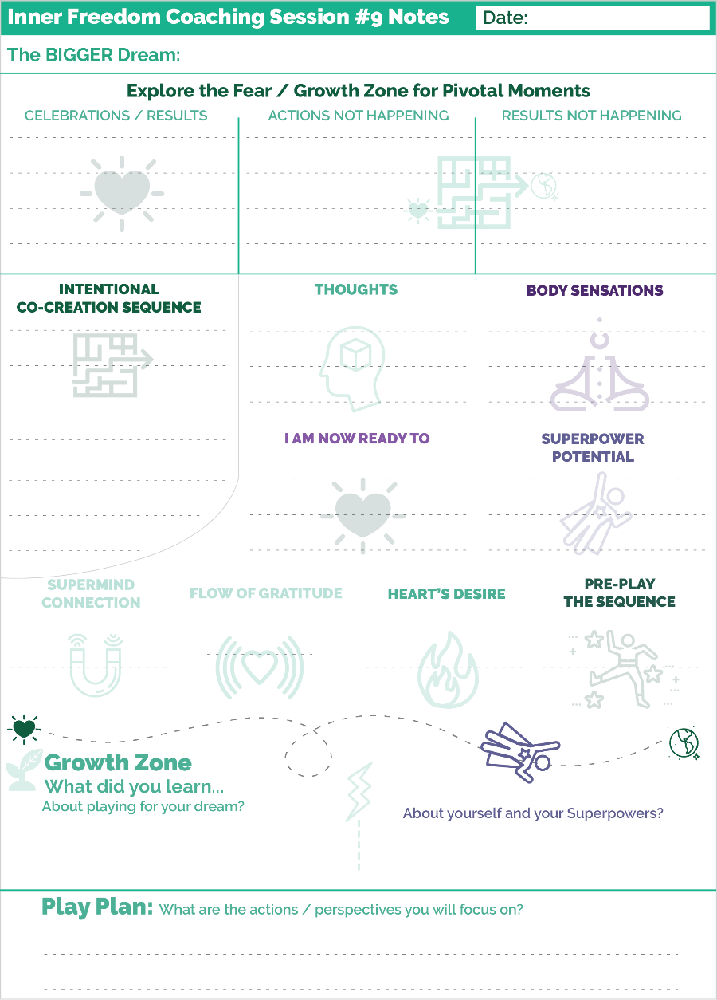 Inner Freedom Coaching Session #9 Notes
Date:
The BIGGER Dream:
Explore the Fear / Growth Zone for Pivotal Moments
CELEBRATIONS / RESULTS
ACTIONS NOT HAPPENING
RESULTS NOT HAPPENING
INTENTIONAL
CO-CREATION SEQUENCE
THOUGHTS
BODY SENSATIONS
I AM NOW READY TO
SUPERPOWER
POTENTIAL
SUPERMIND
CONNECTION
FLOW OF GRATITUDE
HEART'S DESIRE
PRE-PLAY
THE SEQUENCE
Growth Zone
What did you learn...
About playing for your dream?
About yourself and your Superpowers?
Play Plan: What are the actions / perspectives you will focus on?